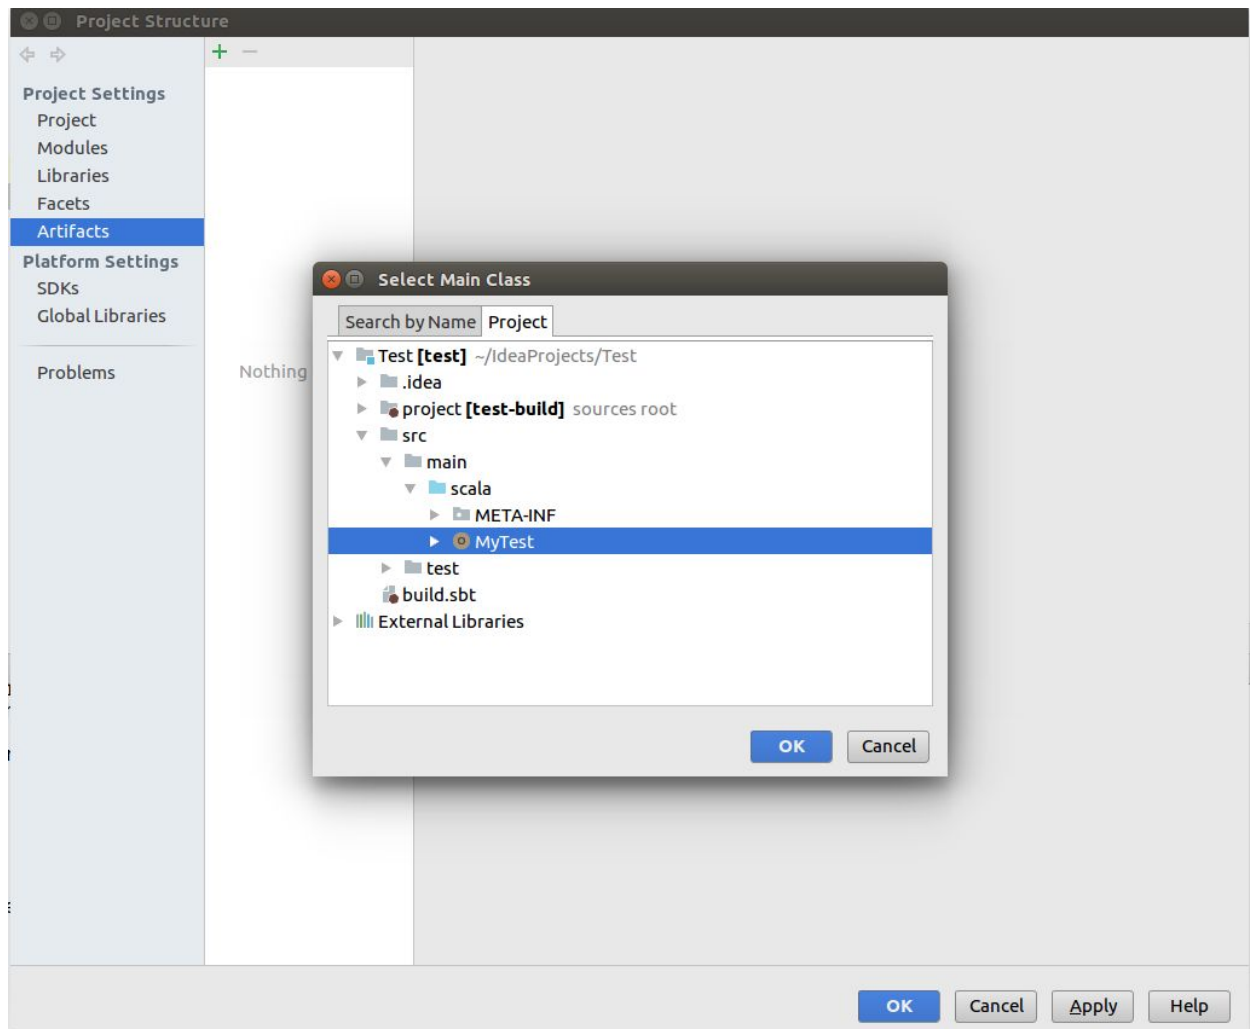 Project Structure
Project Settings
Project
Modules
Libraries
Facets
Artifacts
Platform Settings
SDKs
Global Libraries
Problems
Nothing
Select Main Class
Search by Name Project
Test [test] ~/IdeaProjects/Test
.idea
project [test-build] sources root
src
main
scala
META-INF
MyTest
test
build.sbt
External Libraries
OK Cancel
OK Cancel Apply Help